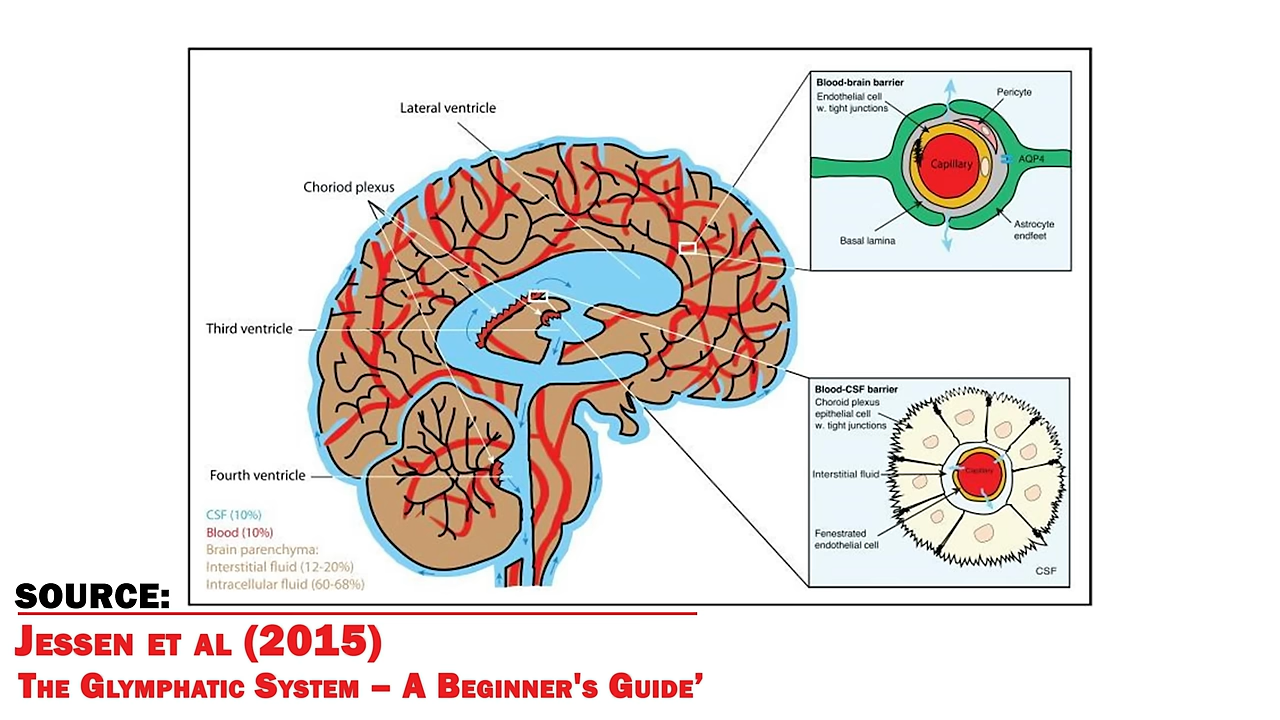 Lateral ventricle
Choriod plexus
Third ventricle
Fourth ventricle
CSF (10%)
Blood (10%)
Brain parenchyma:
Interstitial fluid (12-20%)
Intracellular fluid (60-68%)
Blood-brain barrier
Endothelial cell
w. tight junctions
Pericyte
Capillary
AQP4
Basal lamina
Astrocyte
endfeet
Blood-CSF barrier
Choroid plexus
epithelial cell
w. tight junctions
Interstitial fluid
Capillary
Fenestrated
endothelial cell
CSF
SOURCE:
JESSEN ET AL (2015)
THE GLYMPHATIC SYSTEM – A BEGINNER'S GUIDE’